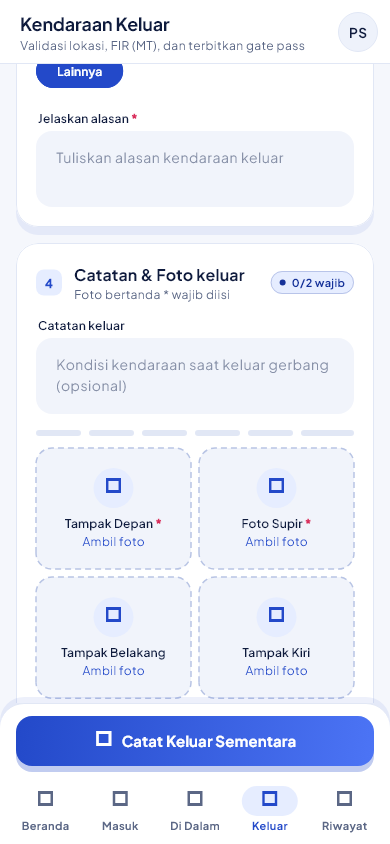 Kendaraan Keluar
Validasi lokasi, FIR (MT), dan terbitkan gate pass
PS
Lainnya
Jelaskan alasan *
Tuliskan alasan kendaraan keluar
4
Catatan & Foto keluar
Foto bertanda * wajib diisi
0/2 wajib
Catatan keluar
Kondisi kendaraan saat keluar gerbang
(opsional)
Tampak Depan *
Ambil foto
Foto Supir *
Ambil foto
Tampak Belakang
Ambil foto
Tampak Kiri
Ambil foto
Catat Keluar Sementara
Beranda
Masuk
Di Dalam
Keluar
Riwayat